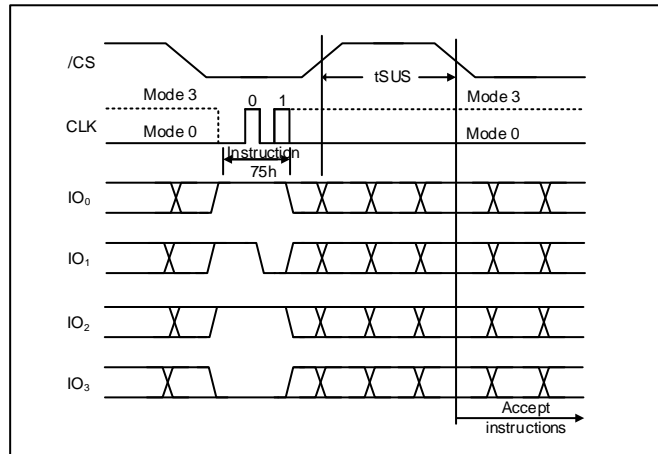 /CS
tSUS
Mode 3
0 1
Mode 3
CLK
Mode 0
Mode 0
Instruction
75h
IO₀
IO₁
IO₂
IO₃
Accept
instructions